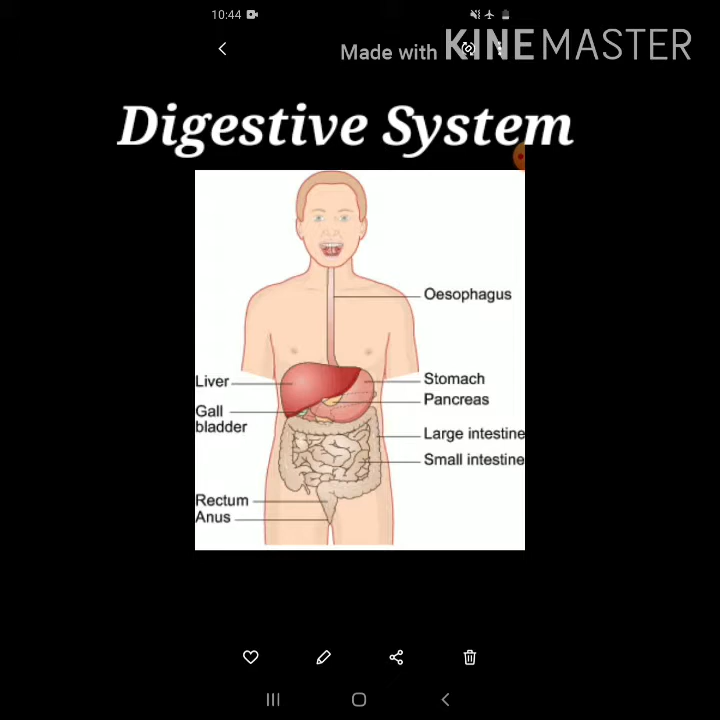 10:44
Made with KINEMASTER
Digestive System
Oesophagus
Liver
Stomach
Pancreas
Gall
bladder
Large intestine
Small intestine
Rectum
Anus